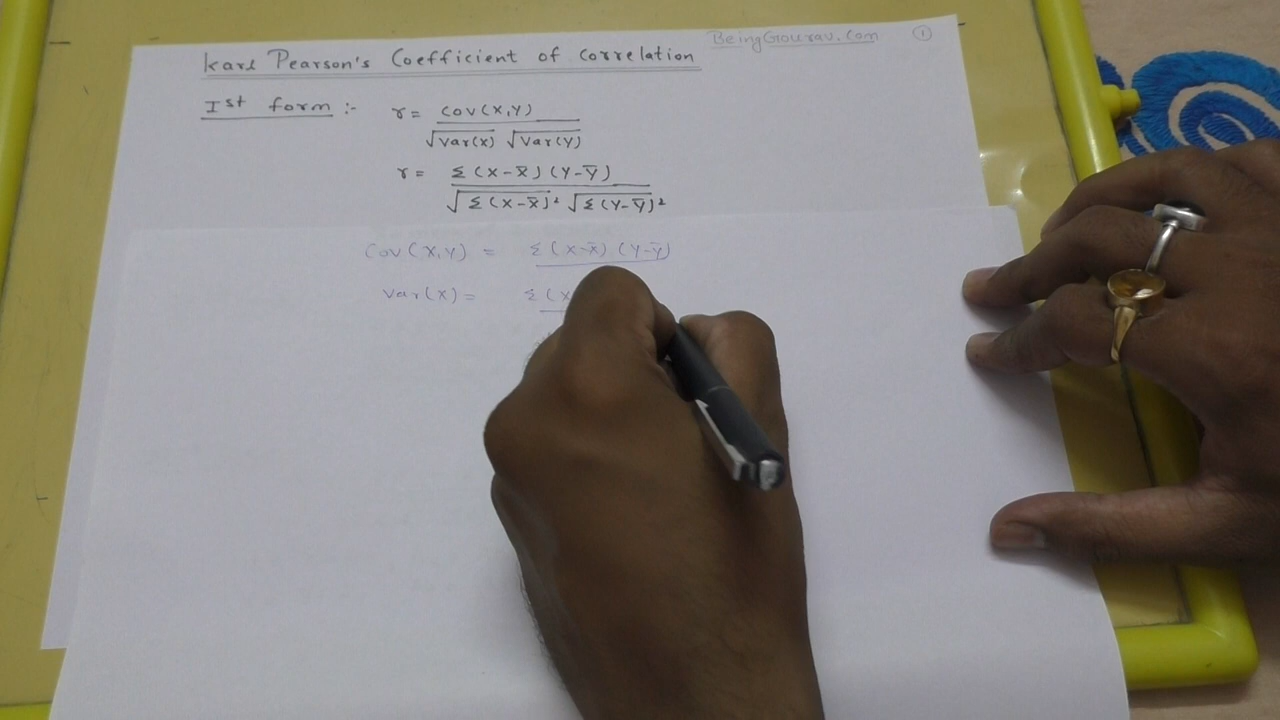 BeingGourav.com ①
Karl Pearson's Coefficient of Correlation
Ist form :- r = Cov(X,Y)
√Var(X) √Var(Y)
r = Σ(X-X̄)(Y-Ȳ)
√Σ(X-X̄)² √Σ(Y-Ȳ)²
Cov(X,Y) = Σ(X-X̄)(Y-Ȳ)
Var(X) = Σ(X